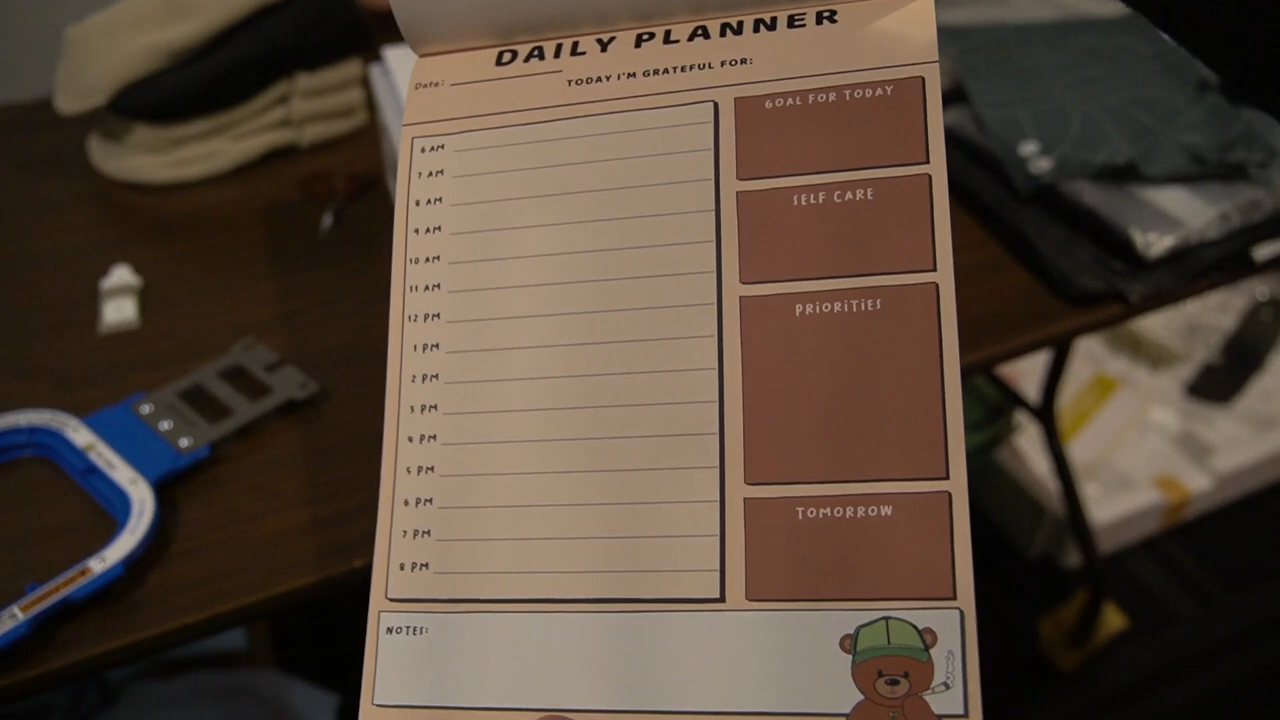 DAILY PLANNER
Date:
TODAY I'M GRATEFUL FOR:
6 AM
7 AM
8 AM
9 AM
10 AM
11 AM
12 PM
1 PM
2 PM
3 PM
4 PM
5 PM
6 PM
7 PM
8 PM
GOAL FOR TODAY
SELF CARE
PRiORiTiES
TOMORROW
NOTES: